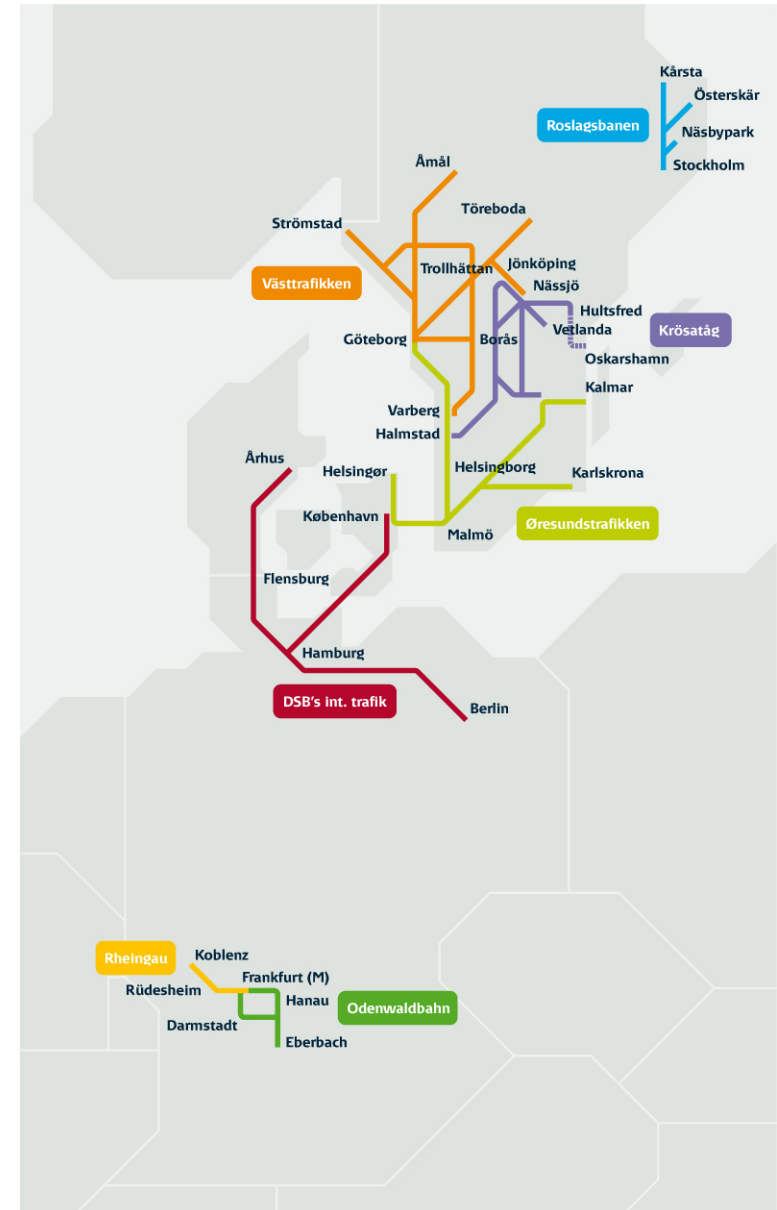 Kårsta
Österskär
Roslagsbanen
Näsbypark
Stockholm
Åmål
Töreboda
Strömstad
Trollhättan
Jönköping
Västtrafikken
Nässjö
Hultsfred
Vetlanda
Krösatåg
Göteborg
Borås
Oskarshamn
Kalmar
Varberg
Halmstad
Århus
Helsingør
Helsingborg
Karlskrona
København
Øresundstrafikken
Malmö
Flensburg
Hamburg
DSB's int. trafik
Berlin
Rheingau
Koblenz
Frankfurt (M)
Rüdesheim
Hanau
Odenwaldbahn
Darmstadt
Eberbach